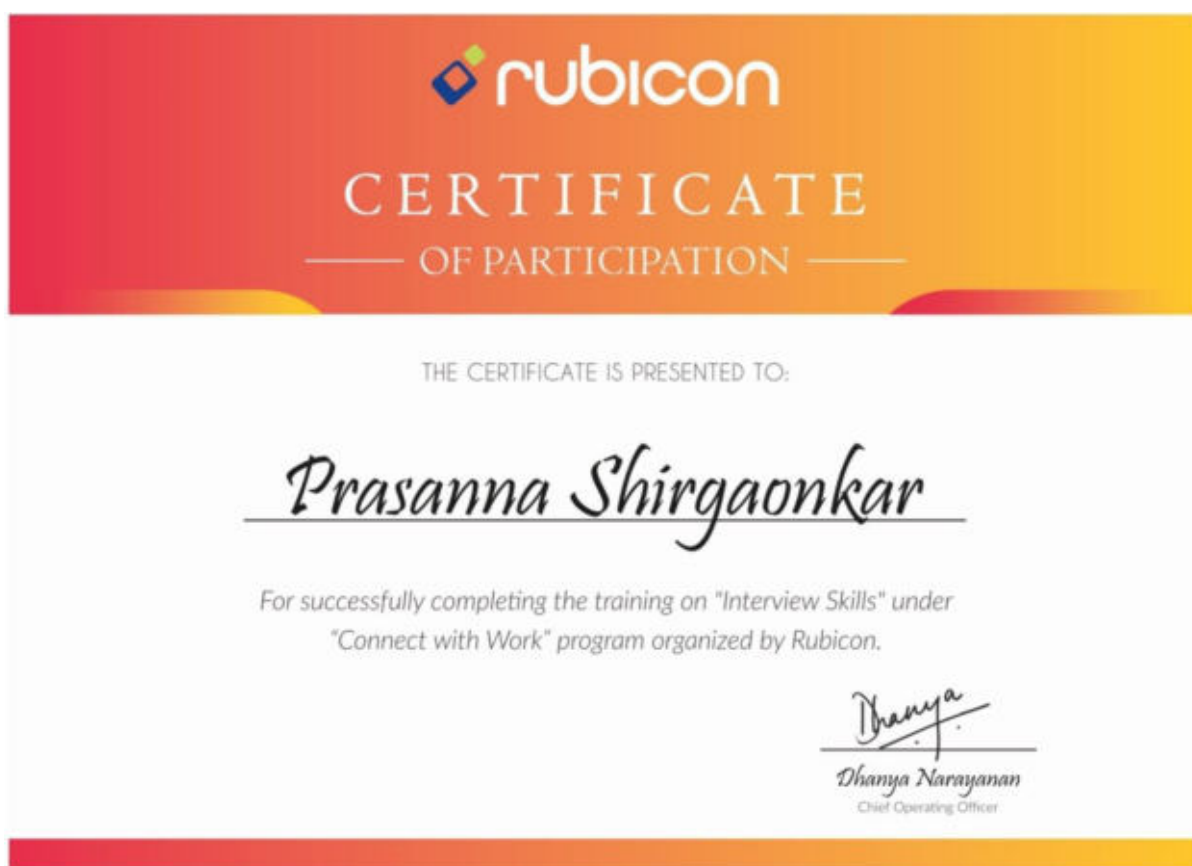 rubicon
CERTIFICATE
OF PARTICIPATION
THE CERTIFICATE IS PRESENTED TO:
Prasanna Shirgaonkar
For successfully completing the training on "Interview Skills" under
"Connect with Work" program organized by Rubicon.
Dhanya
Dhanya Narayanan
Chief Operating Officer